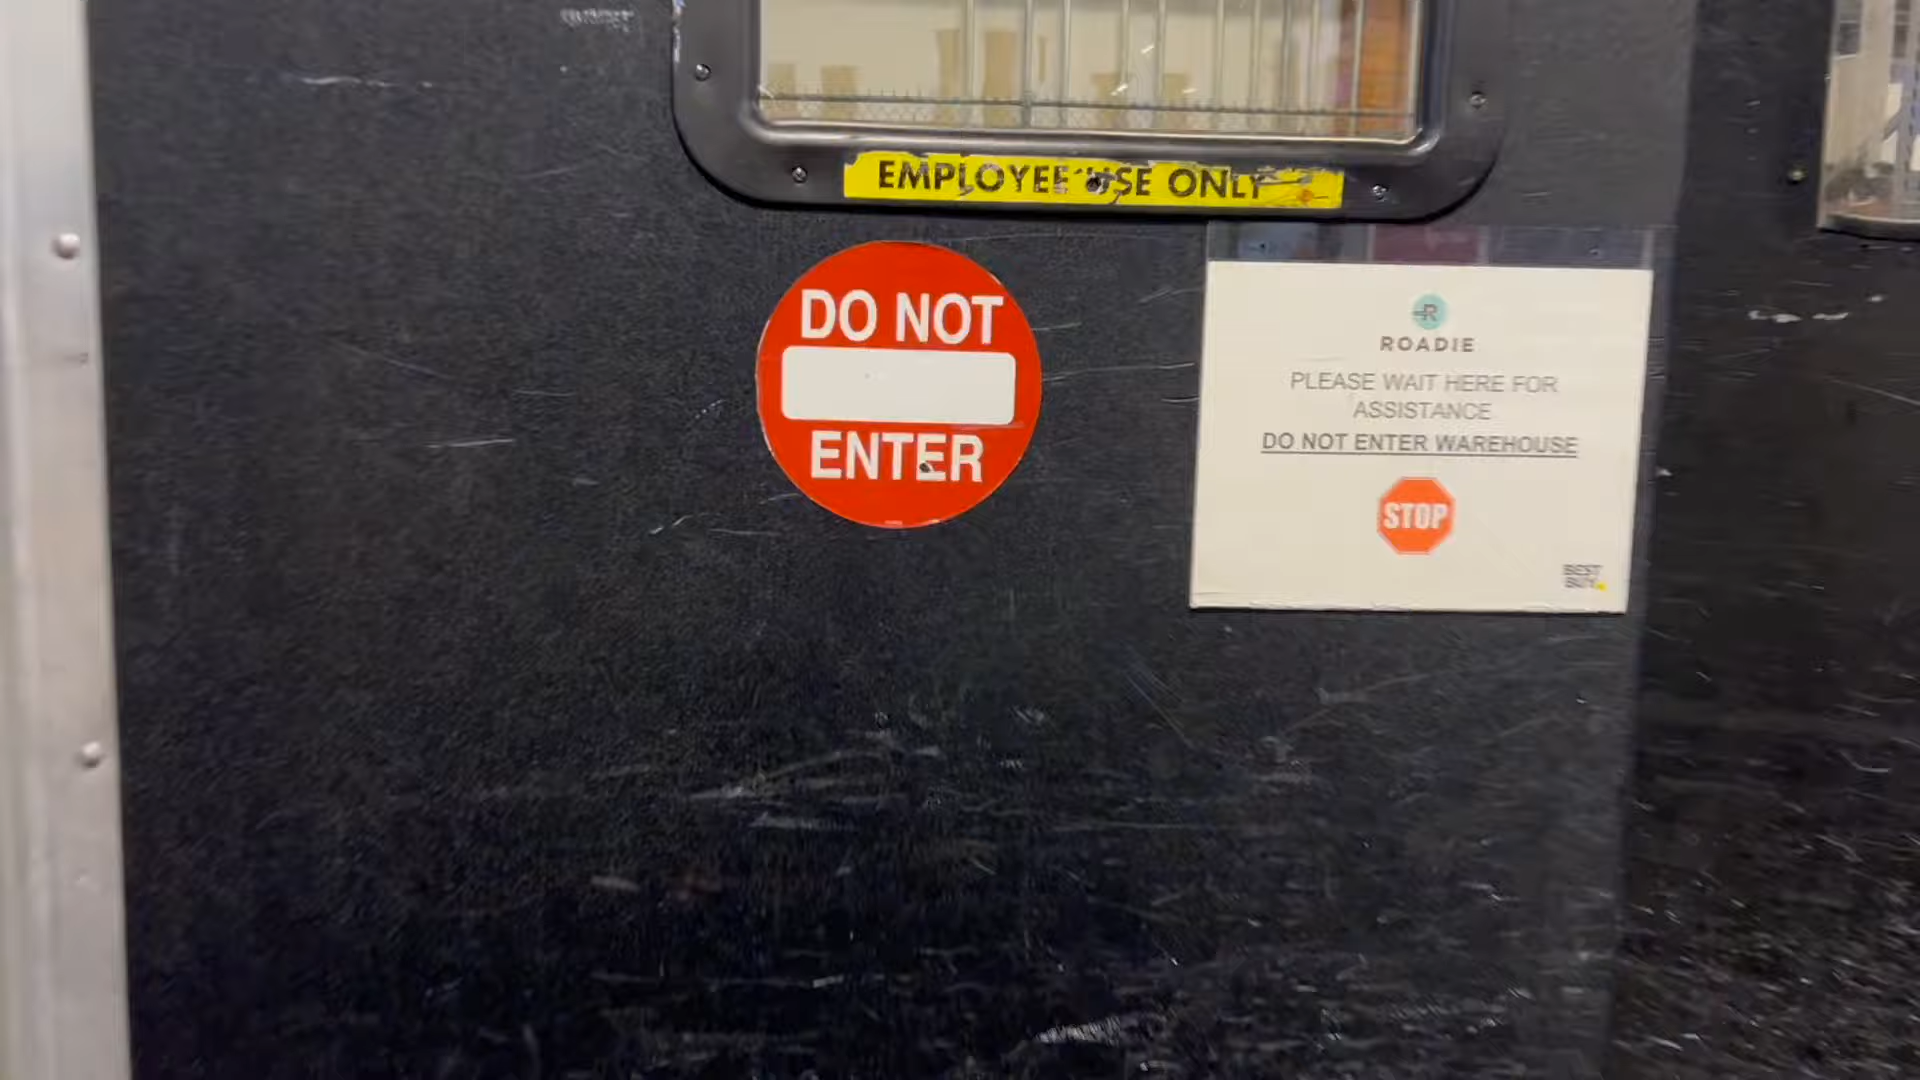 EMPLOYEE USE ONLY
DO NOT
ENTER
R
ROADIE
PLEASE WAIT HERE FOR
ASSISTANCE
DO NOT ENTER WAREHOUSE
STOP
BEST
BUY